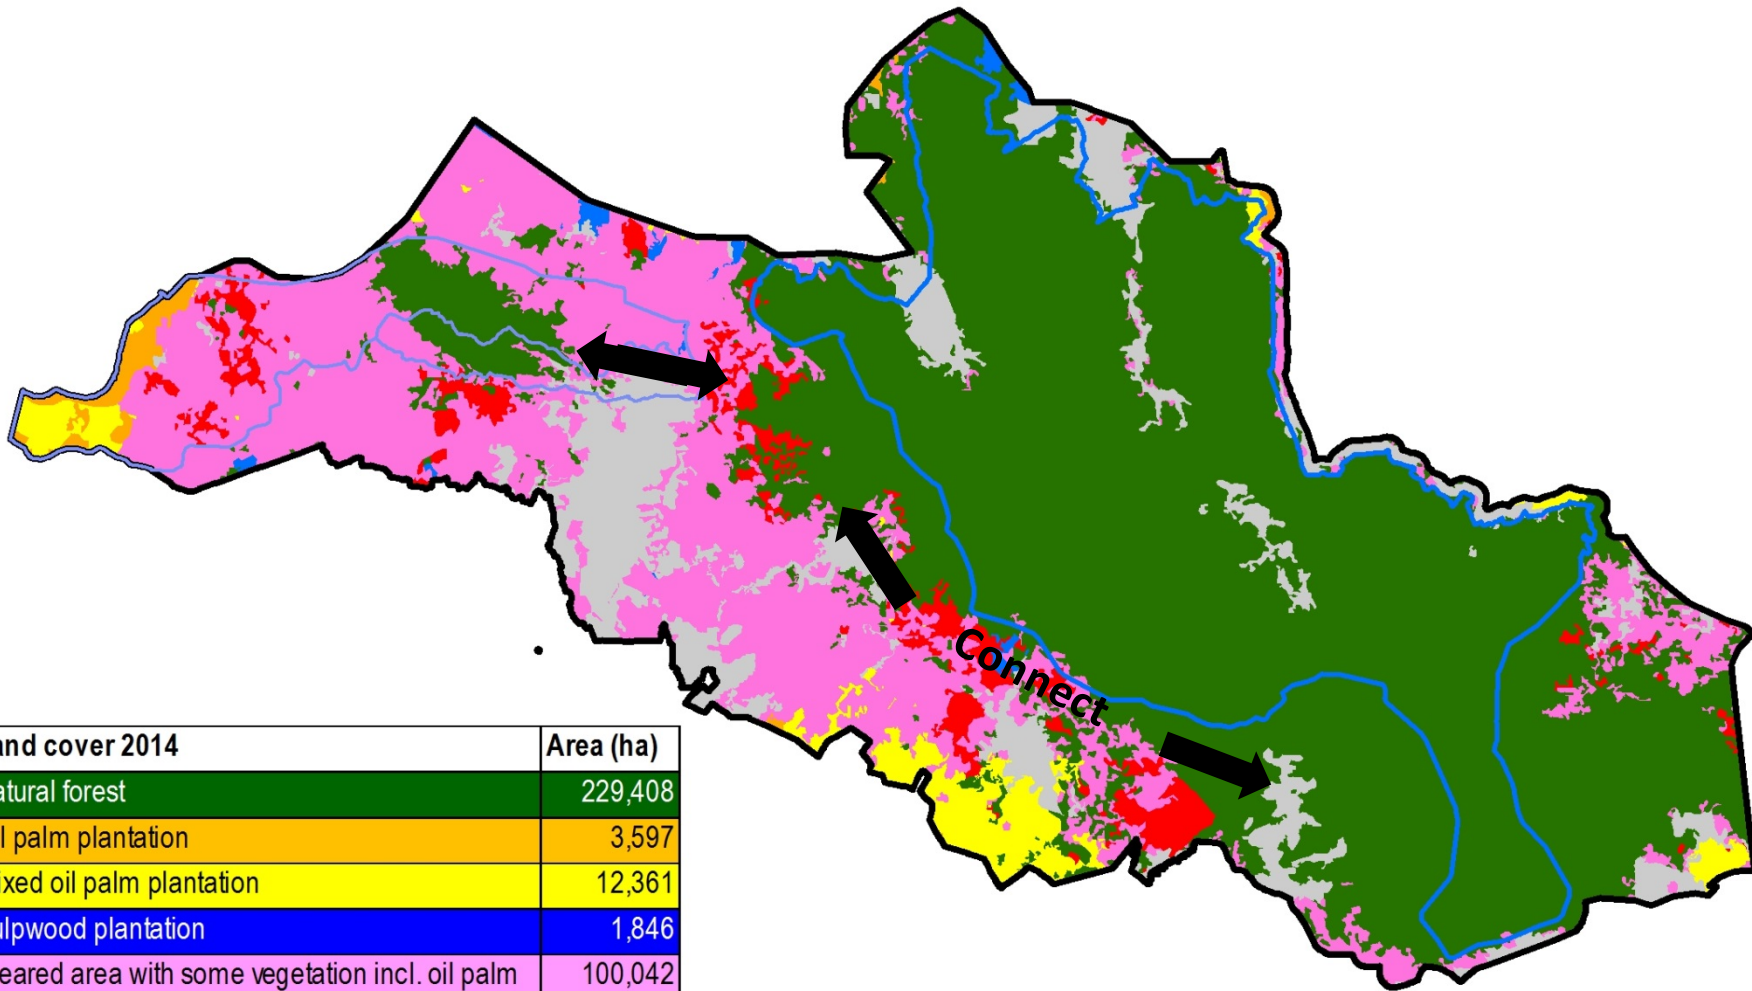 Connect
and cover 2014 Area (ha)
atural forest 229,408
l palm plantation 3,597
ixed oil palm plantation 12,361
ulpwood plantation 1,846
eared area with some vegetation incl. oil palm 100,042